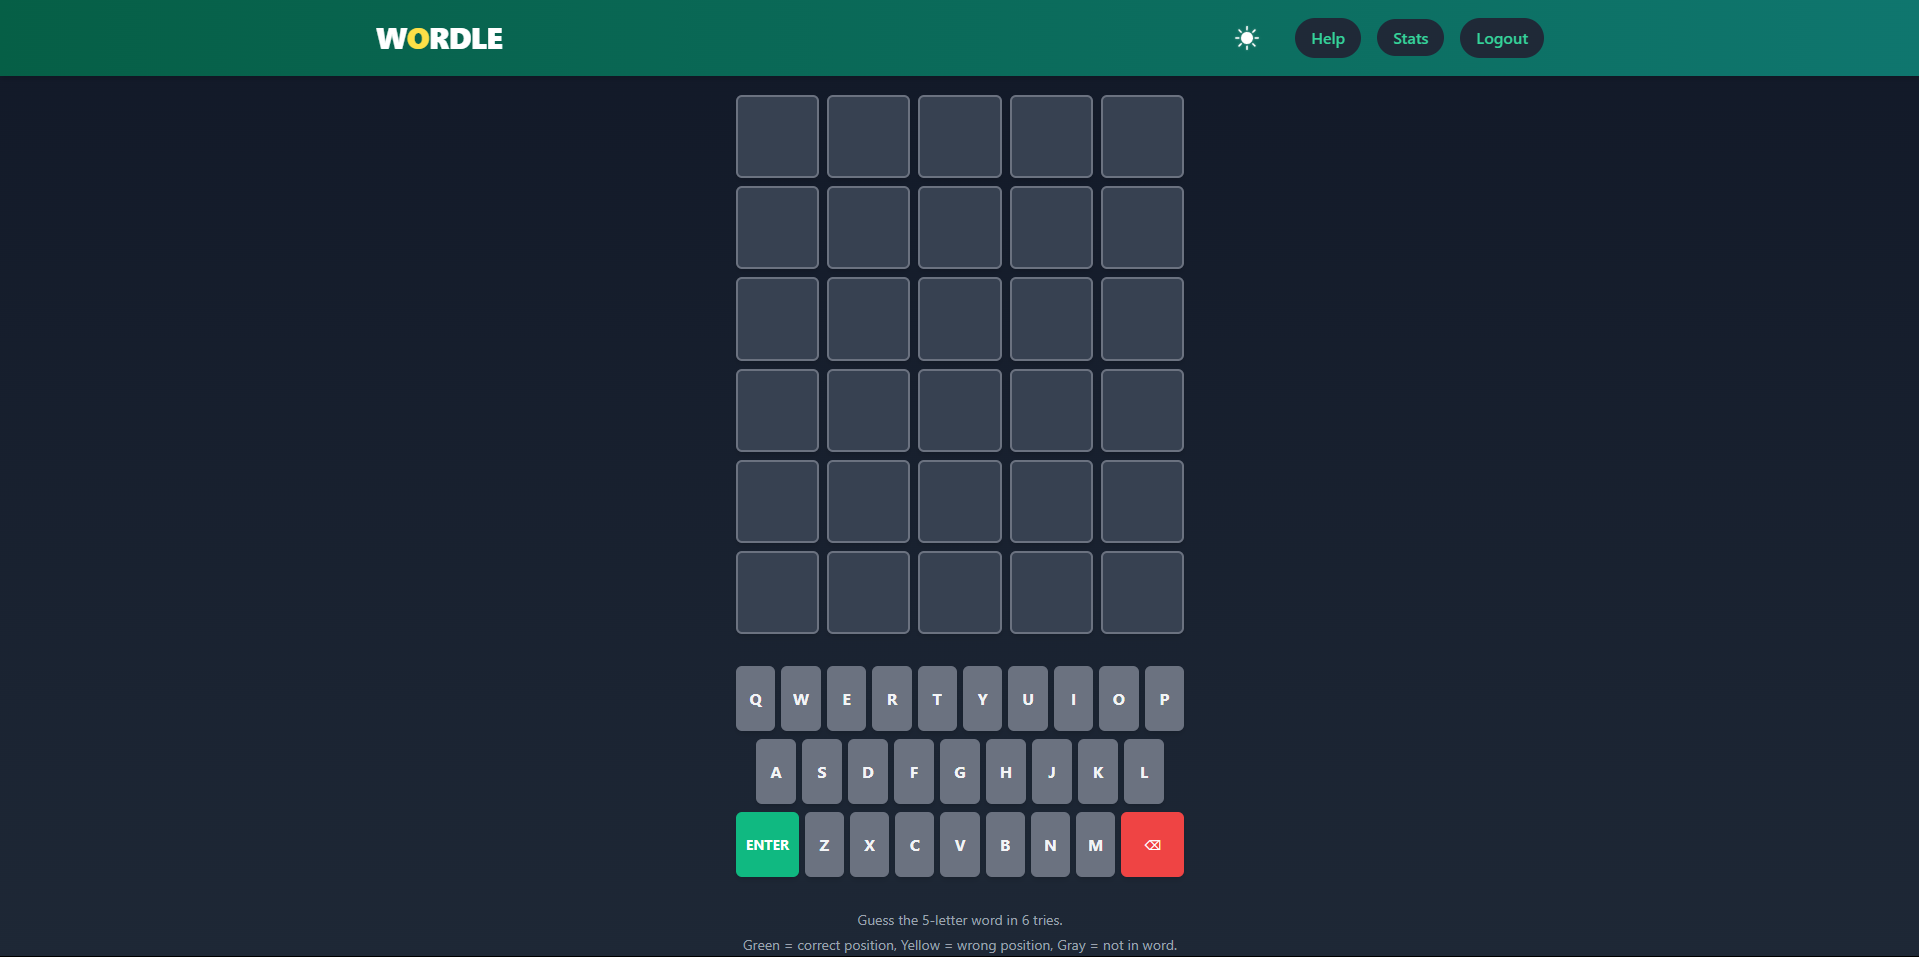 WORDLE
Help Stats Logout
Q W E R T Y U I O P
A S D F G H J K L
ENTER Z X C V B N M ⌫
Guess the 5-letter word in 6 tries.
Green = correct position, Yellow = wrong position, Gray = not in word.